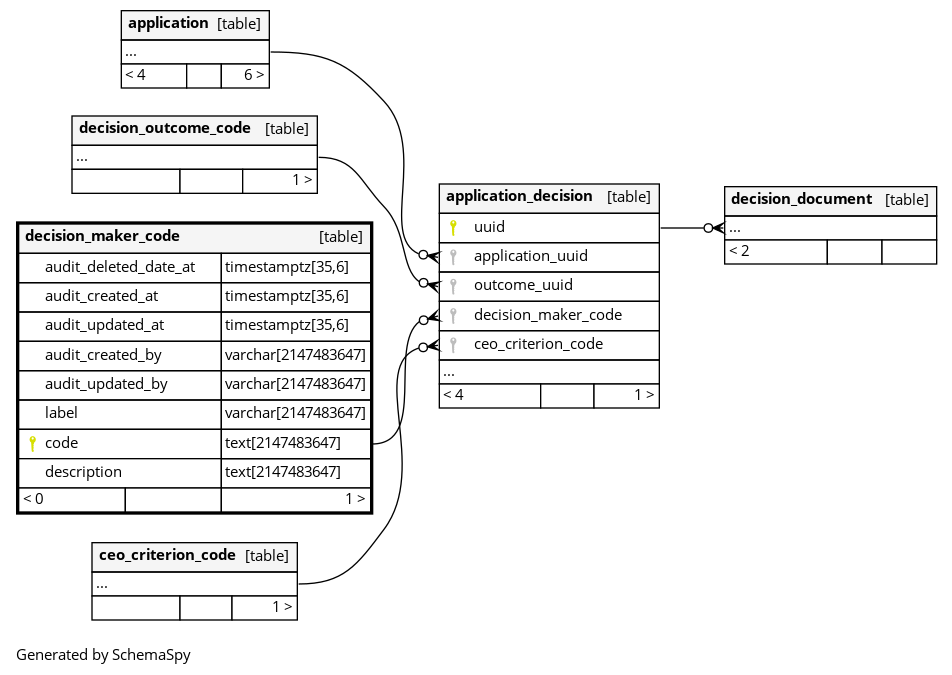 application [table]
...
< 4 6 >
decision_outcome_code [table]
...
1 >
decision_maker_code [table]
audit_deleted_date_at timestamptz[35,6]
audit_created_at timestamptz[35,6]
audit_updated_at timestamptz[35,6]
audit_created_by varchar[2147483647]
audit_updated_by varchar[2147483647]
label varchar[2147483647]
code text[2147483647]
description text[2147483647]
< 0 1 >
ceo_criterion_code [table]
...
1 >
application_decision [table]
uuid
application_uuid
outcome_uuid
decision_maker_code
ceo_criterion_code
...
< 4 1 >
decision_document [table]
...
< 2
Generated by SchemaSpy